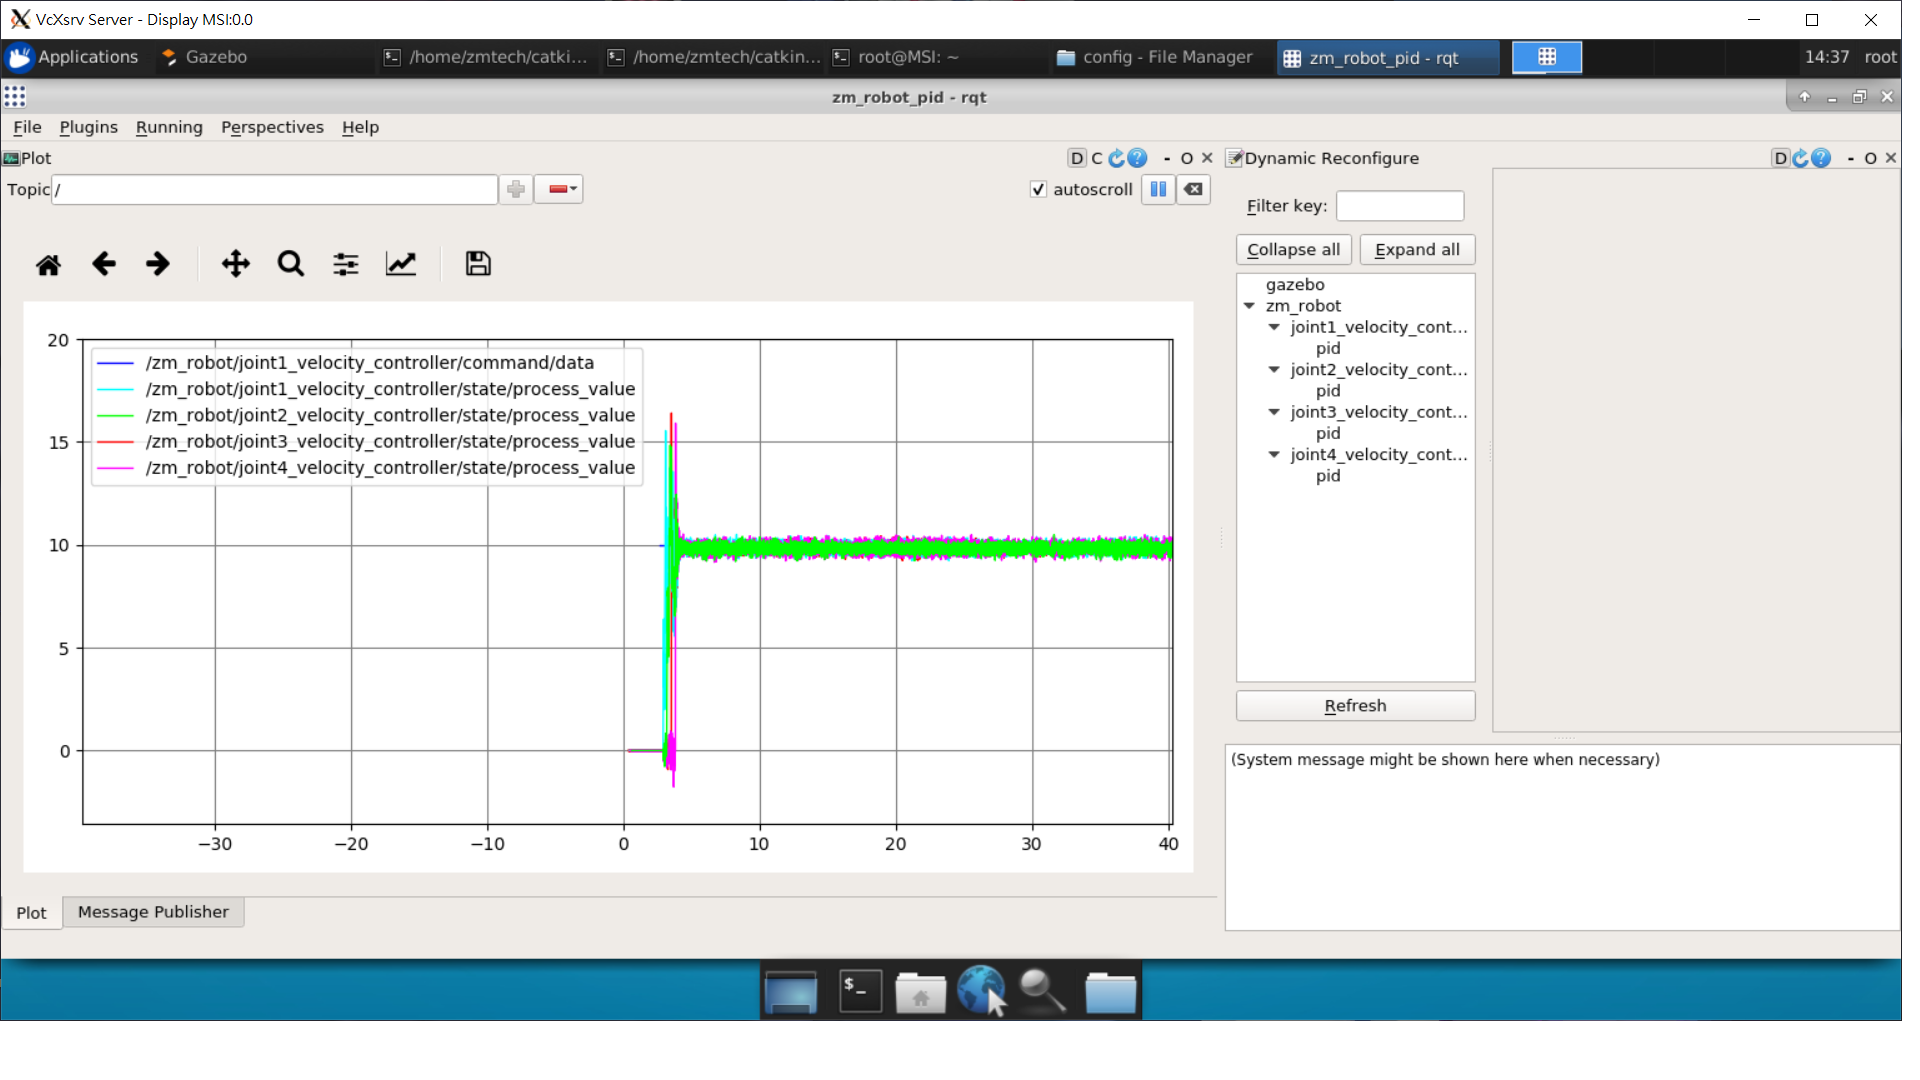 VcXsrv Server - Display MSI:0.0
Applications Gazebo /home/zmtech/catki... /home/zmtech/catkin... root@MSI: ~ config - File Manager zm_robot_pid - rqt 14:37 root
zm_robot_pid - rqt
File Plugins Running Perspectives Help
Plot D C - O ×
Topic /
autoscroll
20
15
10
5
0
/zm_robot/joint1_velocity_controller/command/data
/zm_robot/joint1_velocity_controller/state/process_value
/zm_robot/joint2_velocity_controller/state/process_value
/zm_robot/joint3_velocity_controller/state/process_value
/zm_robot/joint4_velocity_controller/state/process_value
−30 −20 −10 0 10 20 30 40
Plot Message Publisher
Dynamic Reconfigure D - O ×
Filter key:
Collapse all Expand all
gazebo
zm_robot
joint1_velocity_cont...
pid
joint2_velocity_cont...
pid
joint3_velocity_cont...
pid
joint4_velocity_cont...
pid
Refresh
(System message might be shown here when necessary)
$_